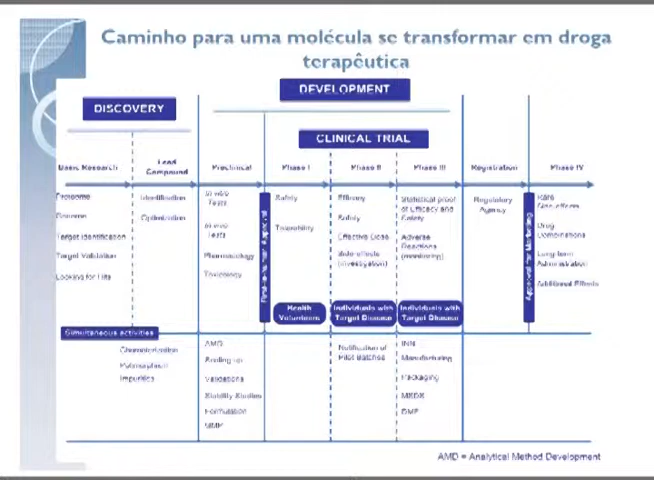 Caminho para uma molécula se transformar em droga
terapêutica
DEVELOPMENT
DISCOVERY
CLINICAL TRIAL
Basic Research
Lead
Compound
Preclinical
Phase I
Phase II
Phase III
Registration
Phase IV
Proteome
Genome
Target Identification
Target Validation
Looking for Hits
Identification
Optimization
Tests
In vivo
Tests
Pharmacology
Toxicology
Safety
Tolerability
Efficacy
Safety
Effective Dose
Side-effects
(investigation)
Statistical proof
of Efficacy and
Safety
Adverse
Reactions
(monitoring)
Regulatory
Agency
Approval for Marketing
Rare
Side-effects
Drug
Combinations
Long-term
Administration
Additional Effects
Health
Volunteers
Individuals with
Target Disease
Individuals with
Target Disease
Simultaneous activities
Characterization
Polymorphism
Impurities
AMD
Scaling up
Validations
Stability Studies
Formulation
Notification of
Pilot Batches
INN
Manufacturing
Packaging
DMF
AMD = Analytical Method Development